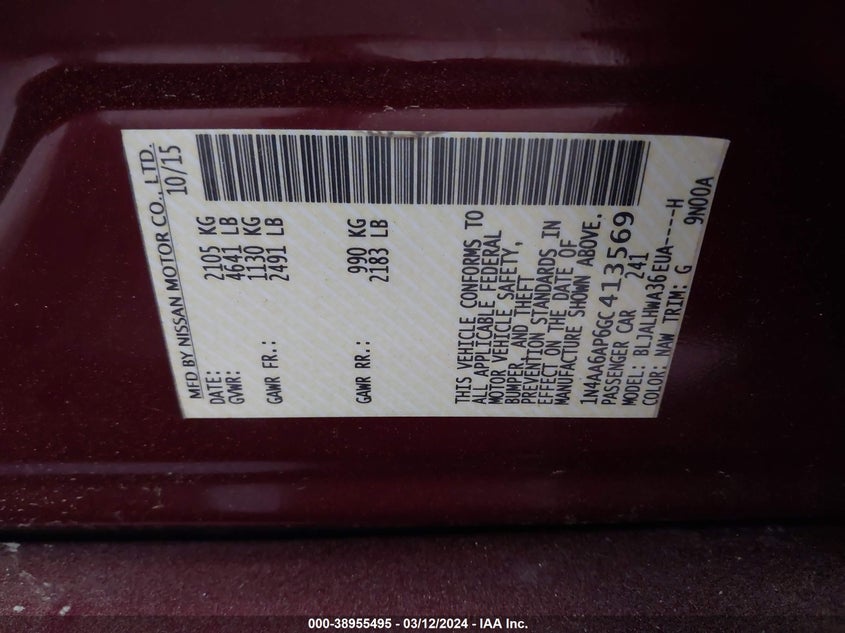 MFD BY NISSAN MOTOR CO., LTD.
DATE: 10/15
GVWR: 2105 KG
4641 LB
GAWR FR.: 1130 KG
2491 LB
GAWR RR.: 990 KG
2183 LB
THIS VEHICLE CONFORMS TO
ALL APPLICABLE FEDERAL
MOTOR VEHICLE SAFETY,
BUMPER, AND THEFT
PREVENTION STANDARDS IN
EFFECT ON THE DATE OF
MANUFACTURE SHOWN ABOVE.
1N4AA6AP6GC413569
PASSENGER CAR 241
MODEL: BLJALHWA36EUA----H
COLOR: NAW TRIM: G 9N00A
000-38955495 - 03/12/2024 - IAA Inc.